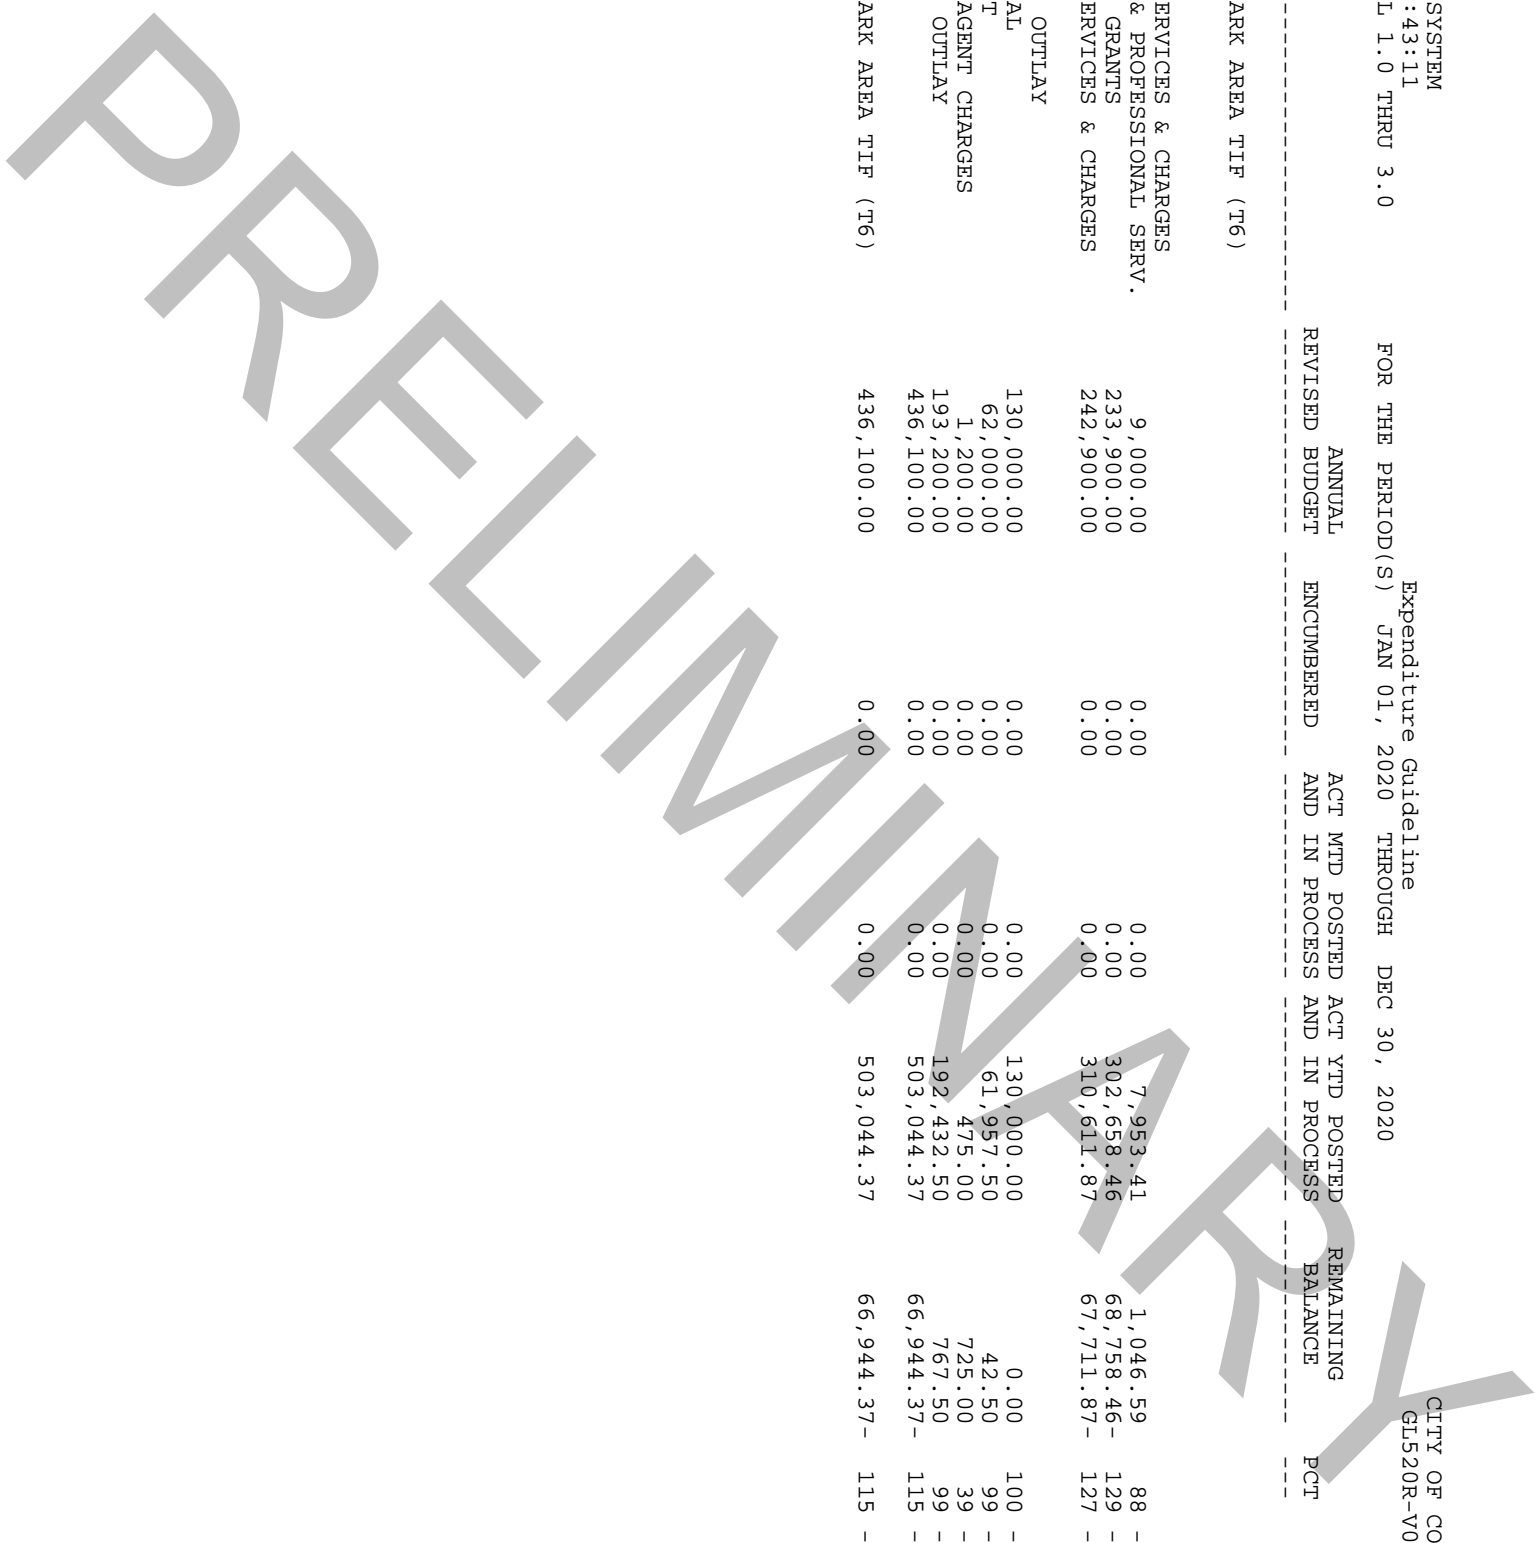 SYSTEM CITY OF CO
:43:11 Expenditure Guideline GL520R-V0
L 1.0 THRU 3.0 FOR THE PERIOD(S) JAN 01, 2020 THROUGH DEC 30, 2020
ANNUAL ACT MTD POSTED ACT YTD POSTED REMAINING
REVISED BUDGET ENCUMBERED AND IN PROCESS AND IN PROCESS BALANCE PCT
ARK AREA TIF (T6)
ERVICES & CHARGES
& PROFESSIONAL SERV. 9,000.00 0.00 0.00 7,953.41 1,046.59 88 -
GRANTS 233,900.00 0.00 0.00 302,658.46 68,758.46- 129 -
ERVICES & CHARGES 242,900.00 0.00 0.00 310,611.87 67,711.87- 127 -
OUTLAY
AL 130,000.00 0.00 0.00 130,000.00 0.00 100 -
T 62,000.00 0.00 0.00 61,957.50 42.50 99 -
AGENT CHARGES 1,200.00 0.00 0.00 475.00 725.00 39 -
OUTLAY 193,200.00 0.00 0.00 192,432.50 767.50 99 -
436,100.00 0.00 0.00 503,044.37 66,944.37- 115 -
ARK AREA TIF (T6) 436,100.00 0.00 0.00 503,044.37 66,944.37- 115 -
PRELIMINARY